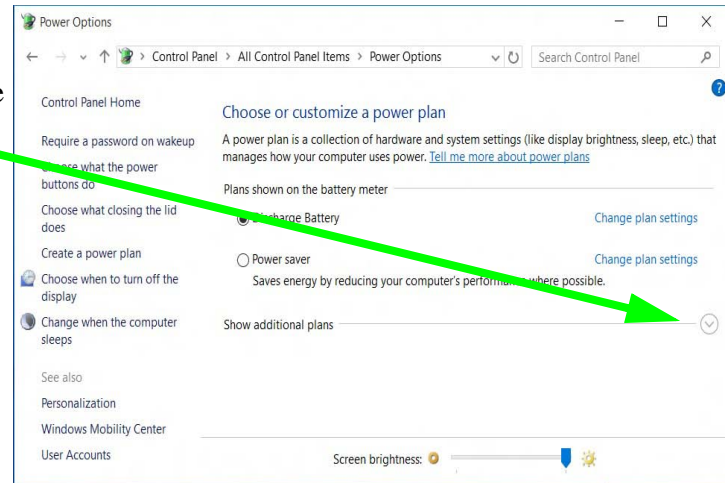 Power Options
Control Panel > All Control Panel Items > Power Options
Search Control Panel
e
?
Control Panel Home
Require a password on wakeup
Choose what the power
buttons do
Choose what closing the lid
does
Create a power plan
Choose when to turn off the
display
Change when the computer
sleeps
See also
Personalization
Windows Mobility Center
User Accounts
Choose or customize a power plan
A power plan is a collection of hardware and system settings (like display brightness, sleep, etc.) that
manages how your computer uses power. Tell me more about power plans
Plans shown on the battery meter
Discharge Battery Change plan settings
Power saver Change plan settings
Saves energy by reducing your computer's performance where possible.
Show additional plans
Screen brightness: